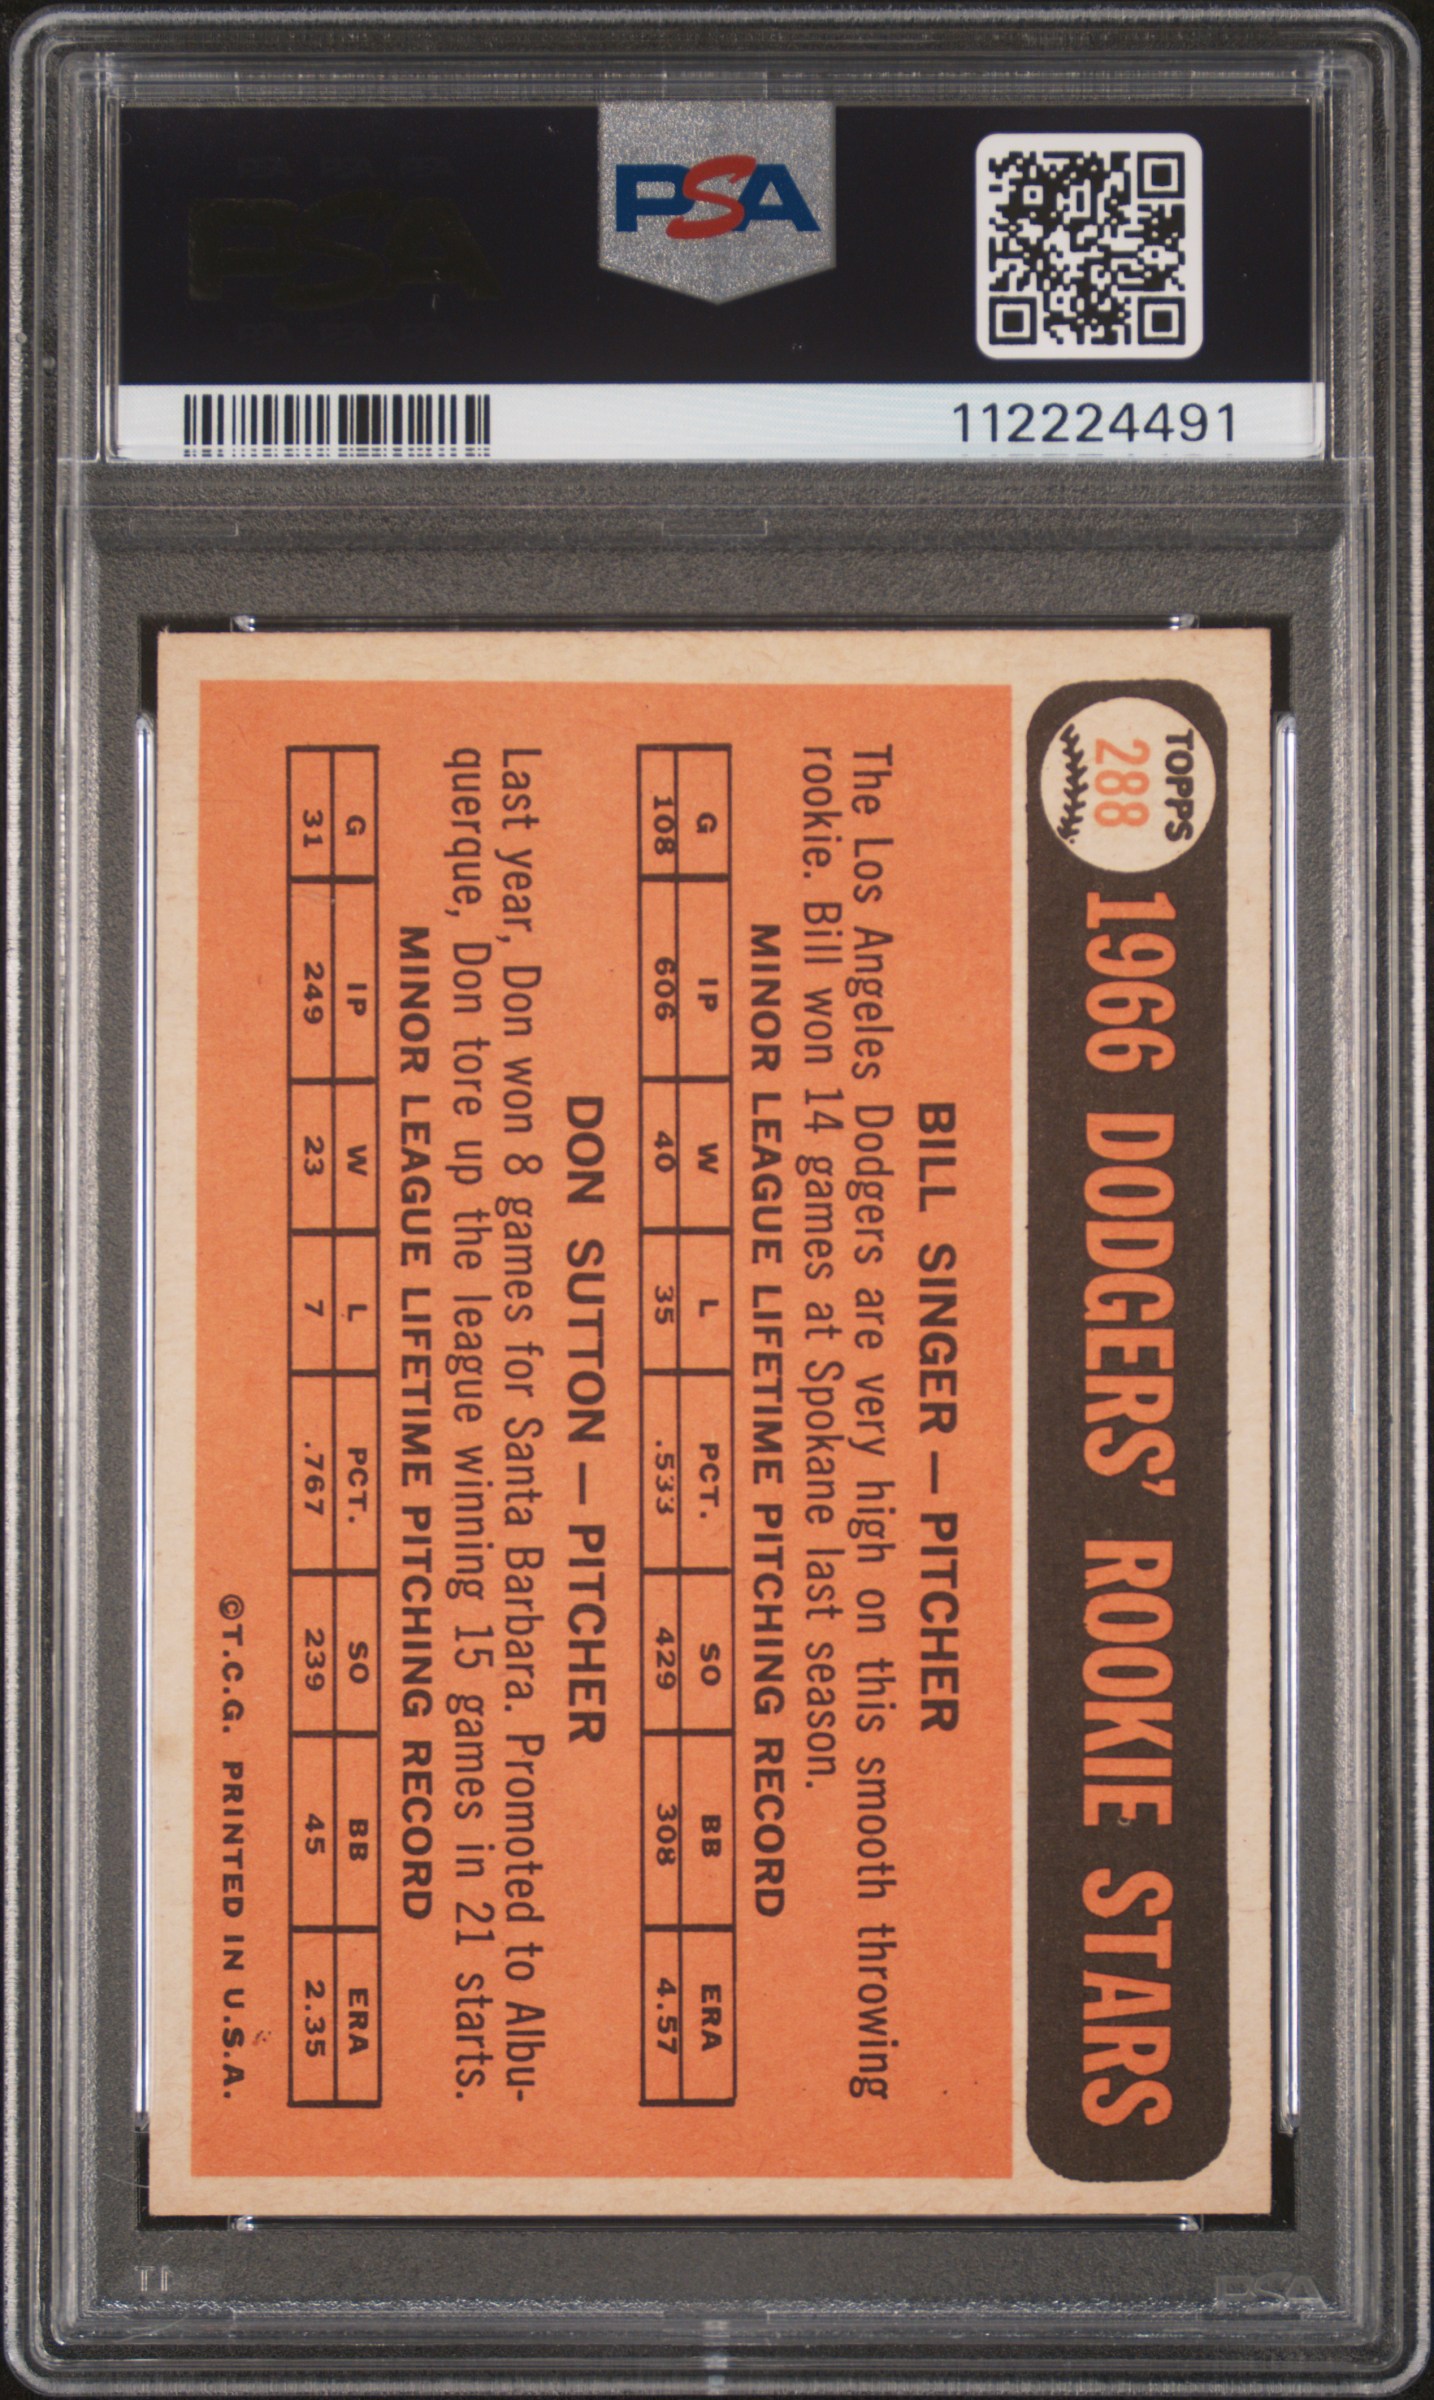 PSA
PSA
112224491
TOPPS
288
1966 DODGERS' ROOKIE STARS
BILL SINGER — PITCHER
The Los Angeles Dodgers are very high on this smooth throwing
rookie. Bill won 14 games at Spokane last season.
MINOR LEAGUE LIFETIME PITCHING RECORD
G IP W L PCT. SO BB ERA
108 606 40 35 .533 429 308 4.57
DON SUTTON — PITCHER
Last year, Don won 8 games for Santa Barbara. Promoted to Albu-
querque, Don tore up the league winning 15 games in 21 starts.
MINOR LEAGUE LIFETIME PITCHING RECORD
G IP W L PCT. SO BB ERA
31 249 23 7 .767 239 45 2.35
©T.C.G. PRINTED IN U.S.A.
PSA